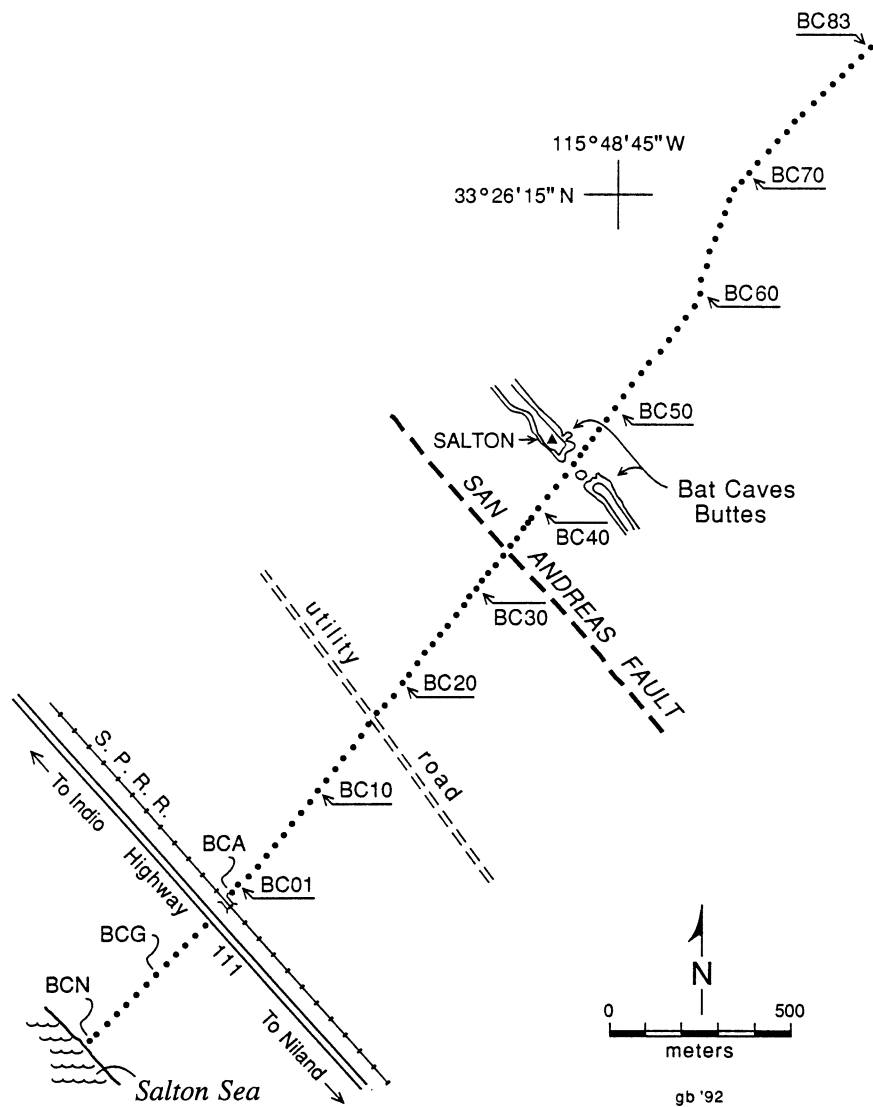 BC83
115°48'45"W
33°26'15"N
BC70
BC60
BC50
SALTON
Bat Caves
Buttes
SAN ANDREAS FAULT
BC40
BC30
utility road
BC20
S. P. R. R.
To Indio
BC10
Highway 111
BCA
BC01
BCG
BCN
To Niland
Salton Sea
N
0 500
meters
gb '92